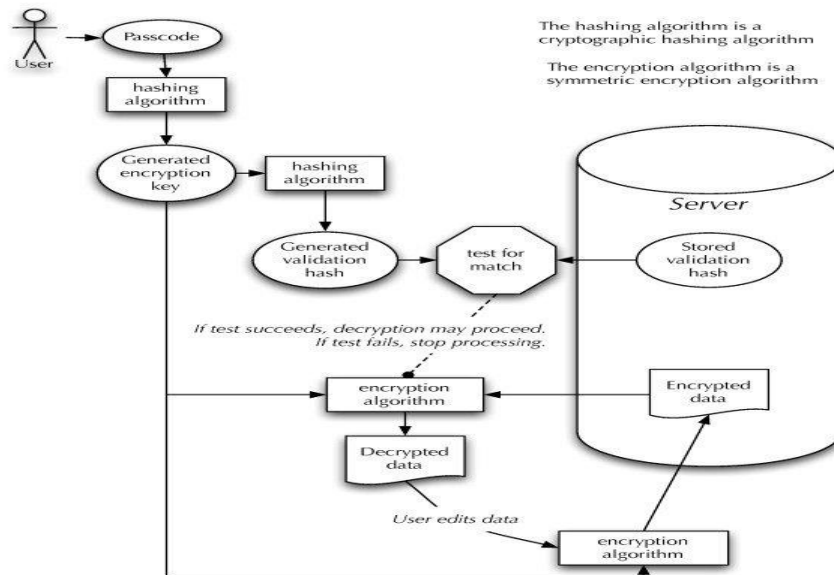 The hashing algorithm is a
cryptographic hashing algorithm
The encryption algorithm is a
symmetric encryption algorithm
User
Passcode
hashing
algorithm
Generated
encryption
key
hashing
algorithm
Server
Generated
validation
hash
test for
match
Stored
validation
hash
If test succeeds, decryption may proceed.
If test fails, stop processing.
encryption
algorithm
Encrypted
data
Decrypted
data
User edits data
encryption
algorithm